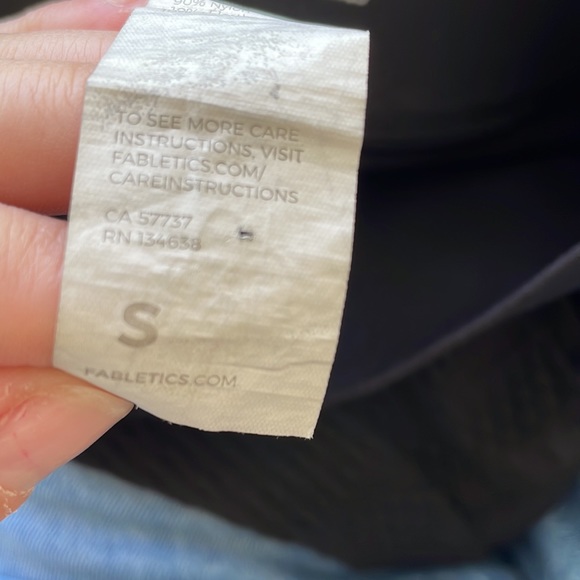 TO SEE MORE CARE
INSTRUCTIONS, VISIT
FABLETICS.COM/
CAREINSTRUCTIONS
CA 57737
RN 134638
S
FABLETICS.COM